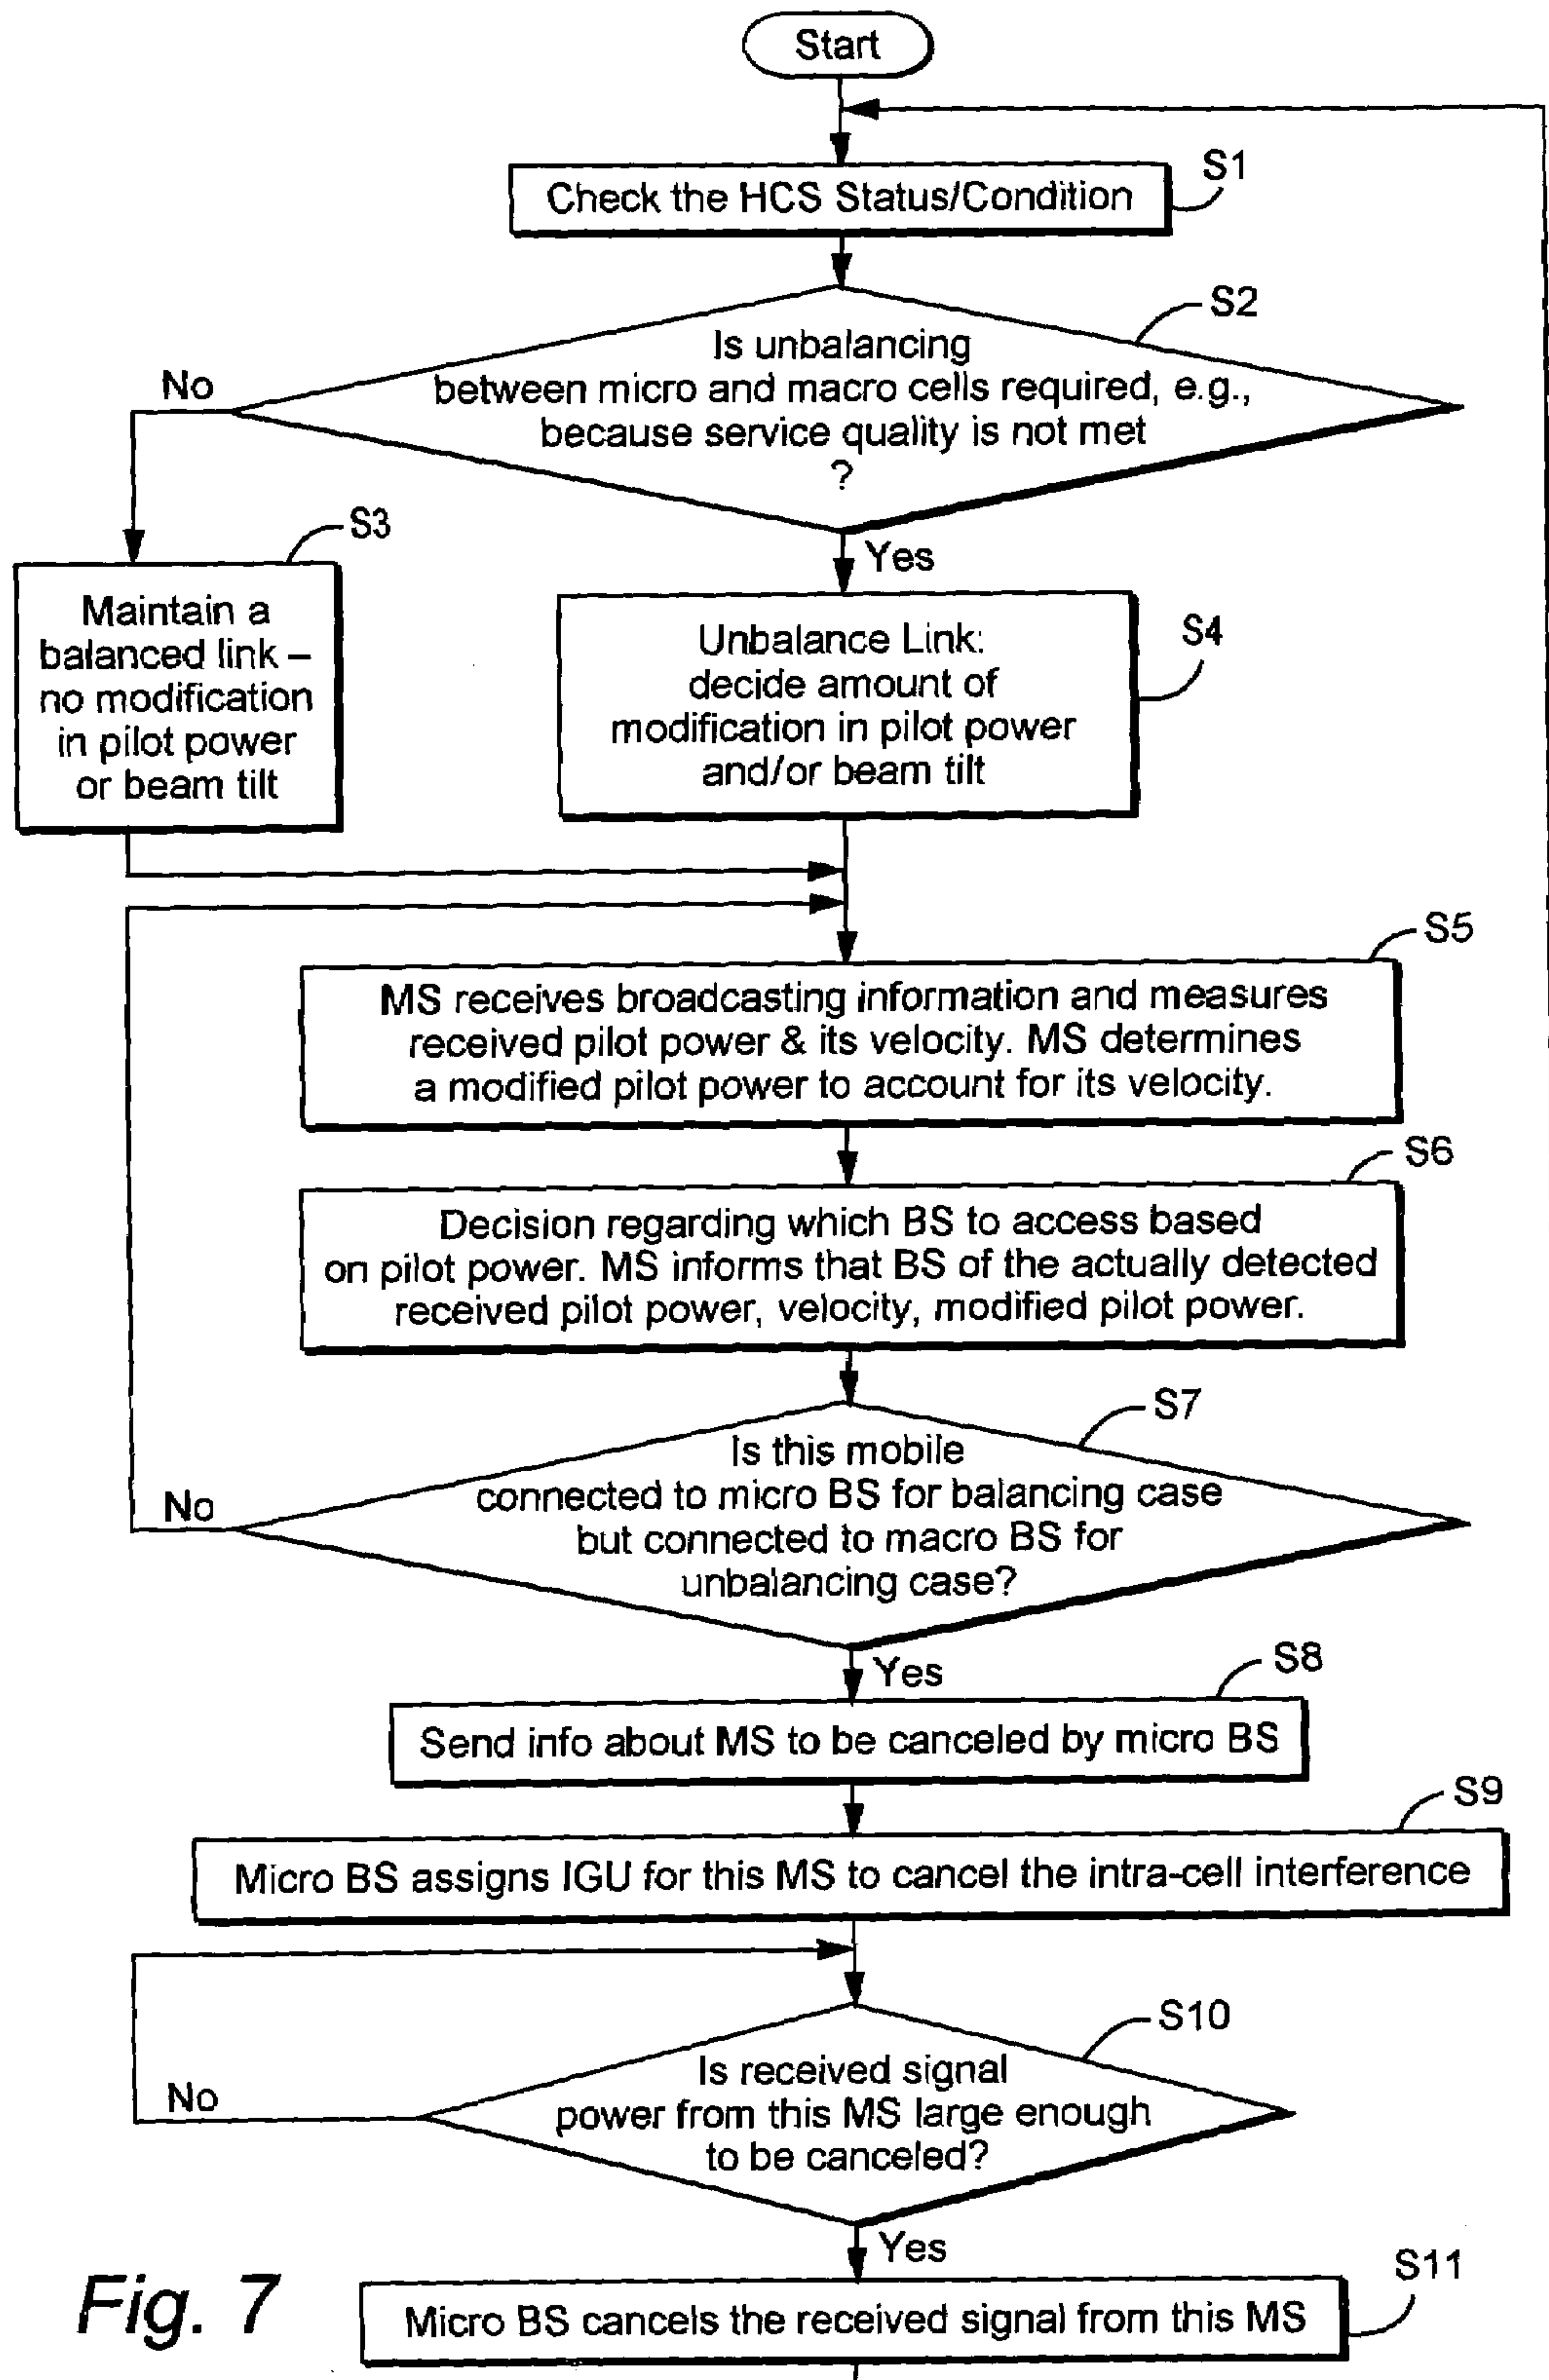 Start
Check the HCS Status/Condition
S1
Is unbalancing
between micro and macro cells required, e.g.,
because service quality is not met
?
S2
No
Yes
S3
Maintain a
balanced link –
no modification
in pilot power
or beam tilt
Unbalance Link:
decide amount of
modification in pilot power
and/or beam tilt
S4
S5
MS receives broadcasting information and measures
received pilot power & its velocity. MS determines
a modified pilot power to account for its velocity.
S6
Decision regarding which BS to access based
on pilot power. MS informs that BS of the actually detected
received pilot power, velocity, modified pilot power.
S7
Is this mobile
connected to micro BS for balancing case
but connected to macro BS for
unbalancing case?
No
Yes
S8
Send info about MS to be canceled by micro BS
S9
Micro BS assigns IGU for this MS to cancel the intra-cell interference
S10
Is received signal
power from this MS large enough
to be canceled?
No
Yes
S11
Micro BS cancels the received signal from this MS
Fig. 7